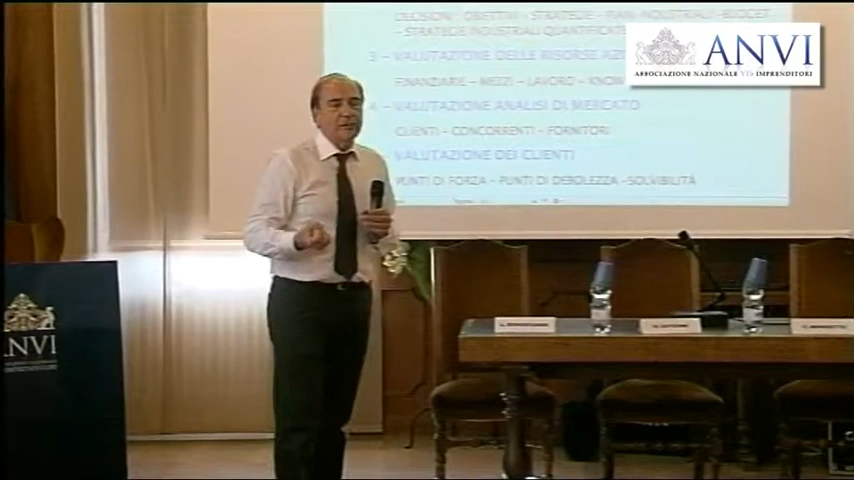 DECISIONI - OBIETTIVI - STRATEGIE - PIANI INDUSTRIALI - BUDGET
- STRATEGIE INDUSTRIALI QUANTIFICATE
3 - VALUTAZIONE DELLE RISORSE
FINANZIARIE - MEZZI - LAVORO - KNOW
4 - VALUTAZIONE ANALISI DI MERCATO
CLIENTI - CONCORRENTI - FORNITORI
VALUTAZIONE DEI CLIENTI
PUNTI DI FORZA - PUNTI DI DEBOLEZZA - SOLVIBILITÀ
ANVI
ASSOCIAZIONE NAZIONALE VIS IMPRENDITORI
ANVI